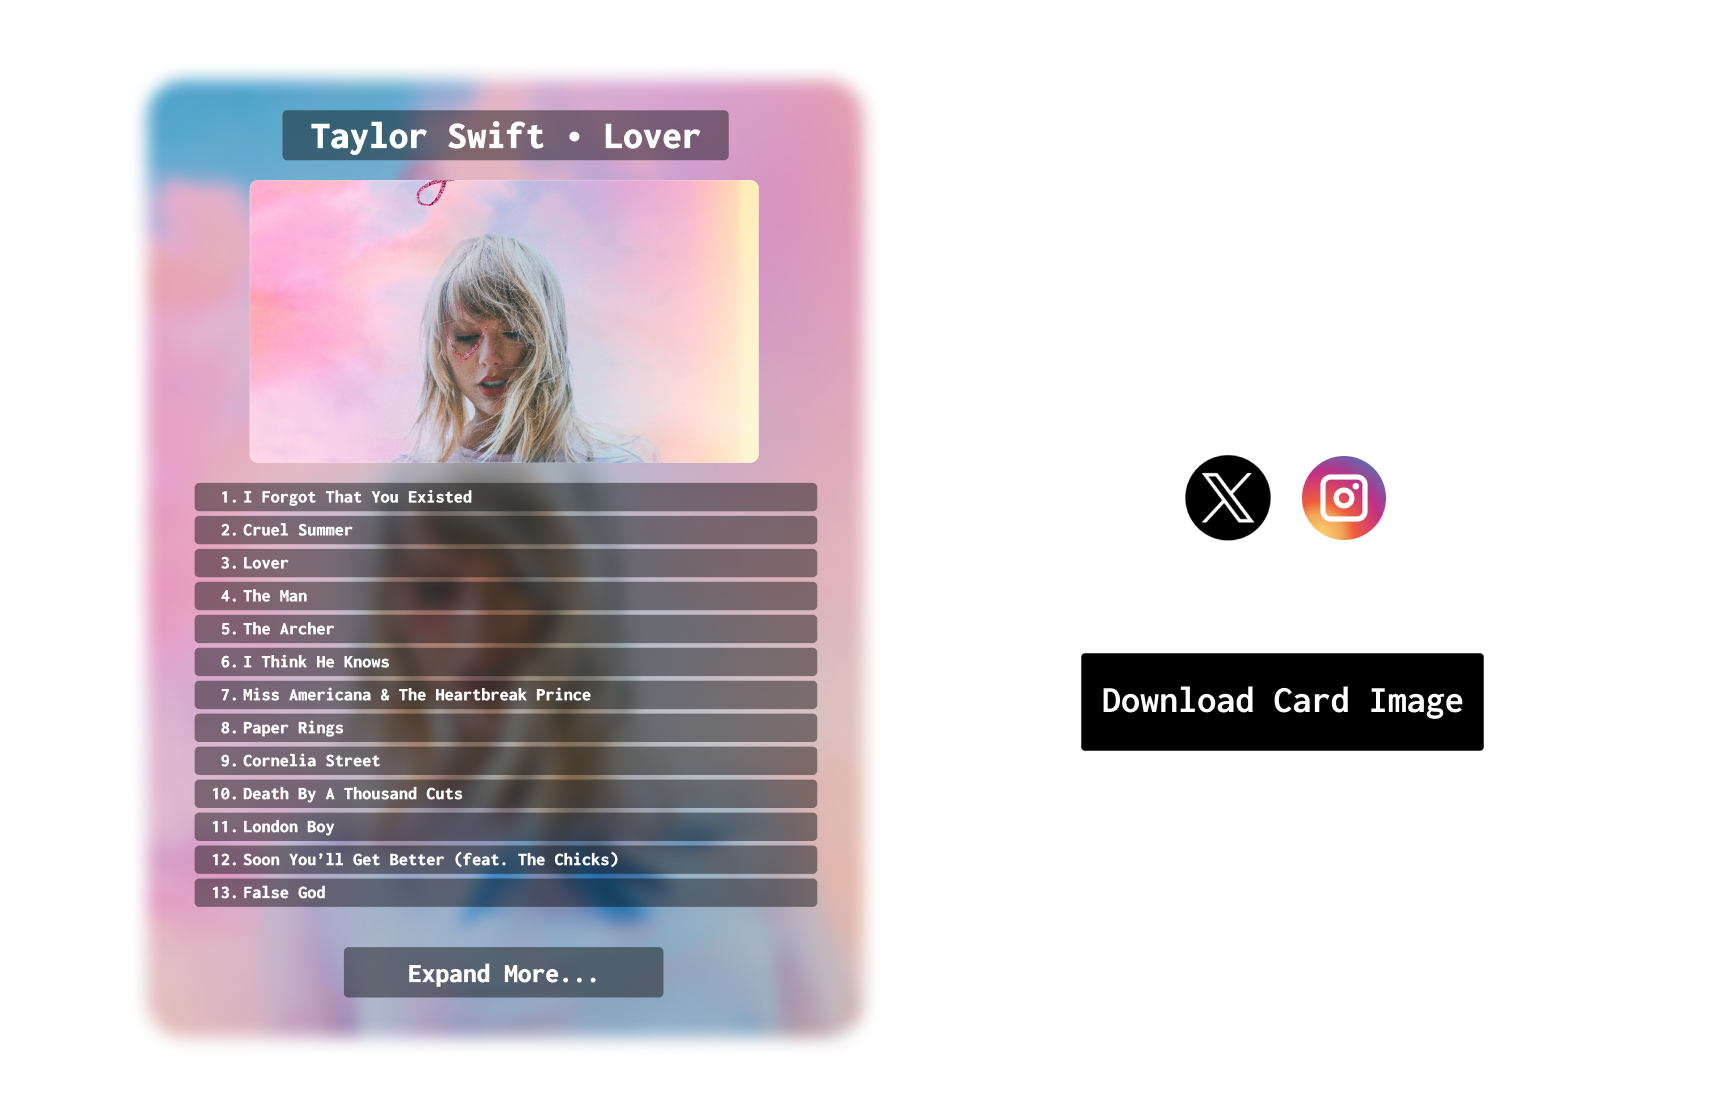 Taylor Swift • Lover
1. I Forgot That You Existed
2. Cruel Summer
3. Lover
4. The Man
5. The Archer
6. I Think He Knows
7. Miss Americana & The Heartbreak Prince
8. Paper Rings
9. Cornelia Street
10. Death By A Thousand Cuts
11. London Boy
12. Soon You’ll Get Better (feat. The Chicks)
13. False God
Expand More...
Download Card Image